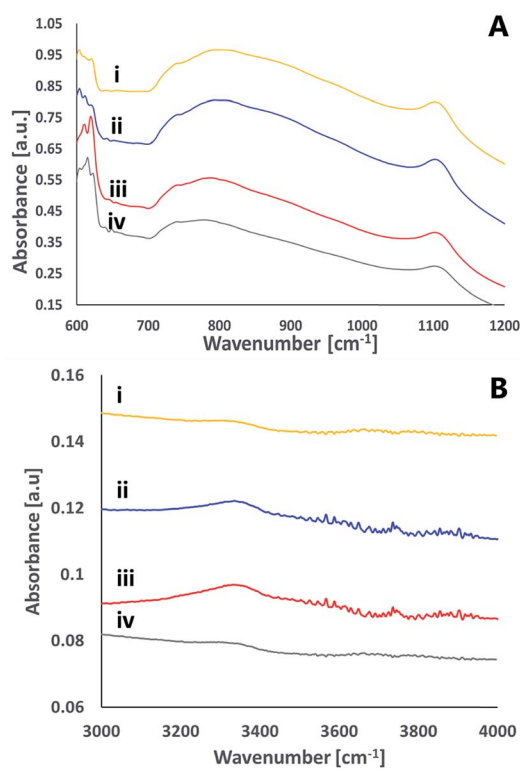 A
1.05
0.95
0.85
0.75
0.65
0.55
0.45
0.35
0.25
0.15
Absorbance [a.u.]
i
ii
iii
iv
600 700 800 900 1000 1100 1200
Wavenumber [cm-1]
B
0.16
0.14
0.12
0.1
0.08
0.06
Absorbance [a.u]
i
ii
iii
iv
3000 3200 3400 3600 3800 4000
Wavenumber [cm-1]